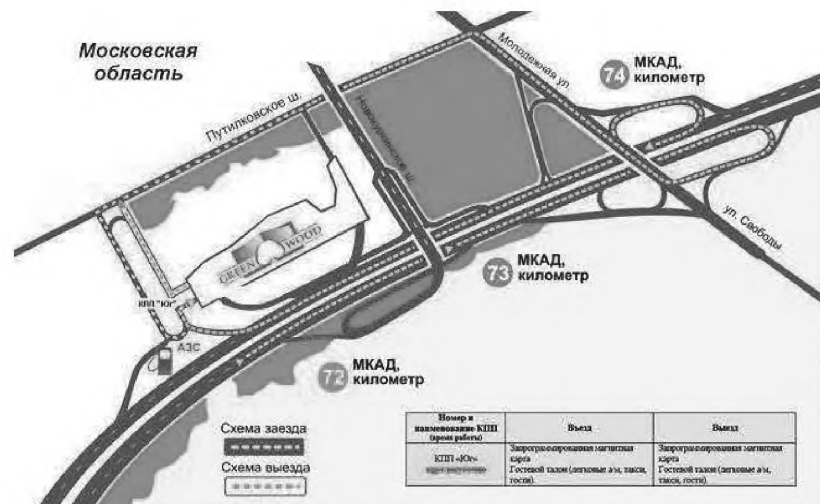 Московская
область
Путилковское ш.
Новокуркинское ш.
Молодежная ул.
74
МКАД,
километр
ул. Свободы
GREEN WOOD
73
МКАД,
километр
КПП "Юг"
АЗС
72
МКАД,
километр
Схема заезда
Схема выезда
Номер и
наименование КПП
(время работы)
Въезд
Выезд
КПП «Юг»
Запрограммированная магнитная
карта
Гостевой талон (легковые а/м, такси,
гости).
Запрограммированная магнитная
карта
Гостевой талон (легковые а/м,
такси, гости).